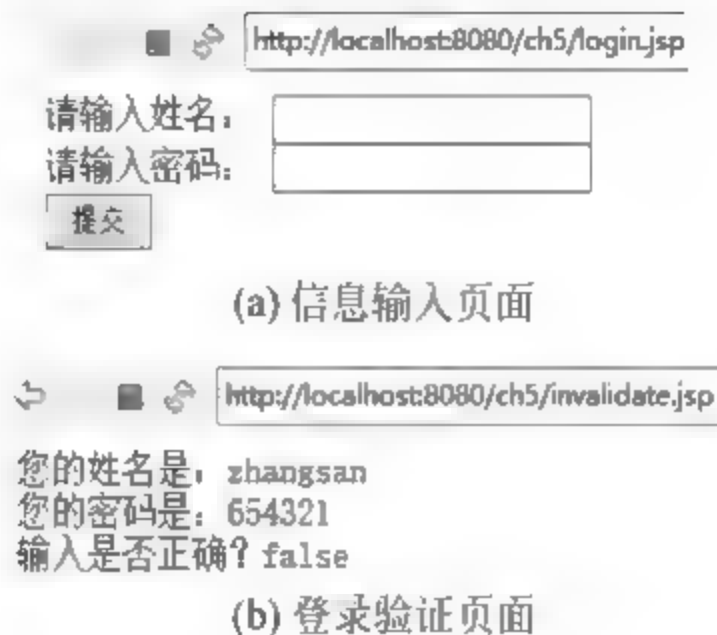 http://localhost:8080/ch5/login.jsp
请输入姓名：
请输入密码：
提交
(a) 信息输入页面
http://localhost:8080/ch5/invalidate.jsp
您的姓名是：zhangsan
您的密码是：654321
输入是否正确？false
(b) 登录验证页面